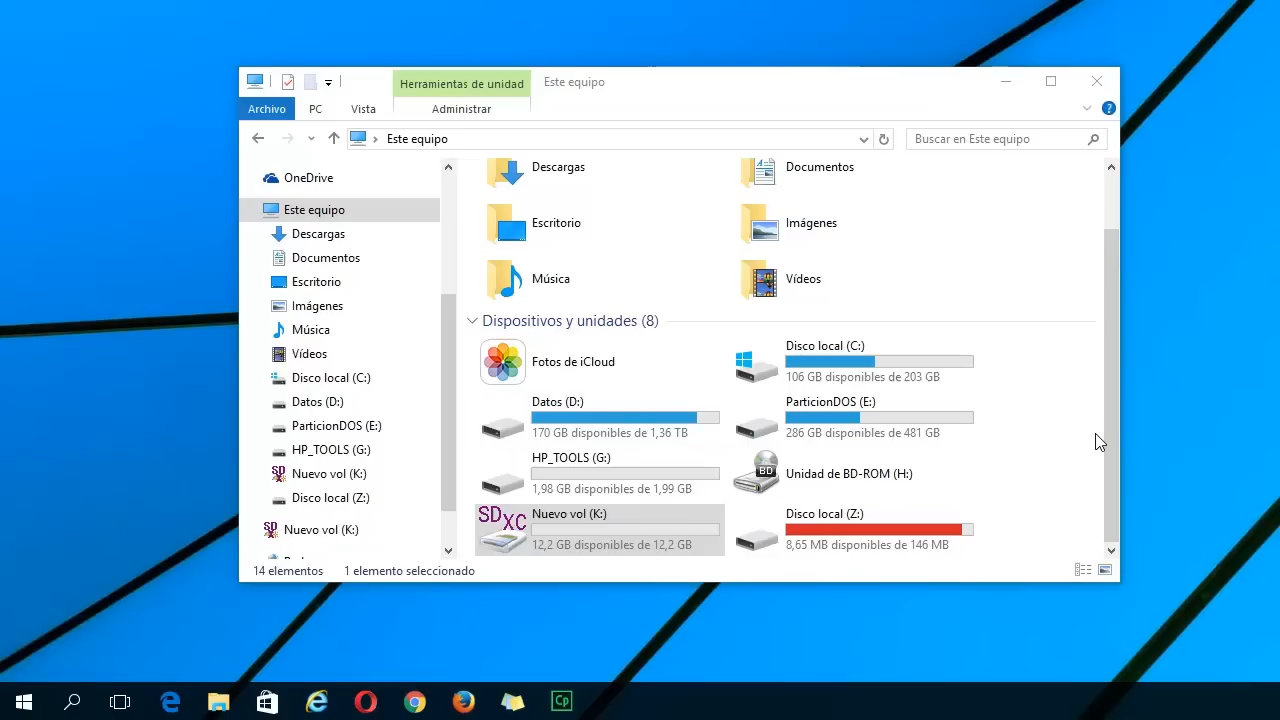 Herramientas de unidad
Este equipo
Archivo
PC
Vista
Administrar
?
Este equipo
Buscar en Este equipo
OneDrive
Este equipo
Descargas
Documentos
Escritorio
Imágenes
Música
Vídeos
Disco local (C:)
Datos (D:)
ParticionDOS (E:)
HP_TOOLS (G:)
SD
Nuevo vol (K:)
Disco local (Z:)
SD
Nuevo vol (K:)
Descargas
Documentos
Escritorio
Imágenes
Música
Vídeos
Dispositivos y unidades (8)
Fotos de iCloud
Disco local (C:)
106 GB disponibles de 203 GB
Datos (D:)
170 GB disponibles de 1,36 TB
ParticionDOS (E:)
286 GB disponibles de 481 GB
HP_TOOLS (G:)
1,98 GB disponibles de 1,99 GB
BD
Unidad de BD-ROM (H:)
SDXC
Nuevo vol (K:)
12,2 GB disponibles de 12,2 GB
Disco local (Z:)
8,65 MB disponibles de 146 MB
14 elementos
1 elemento seleccionado
Cp